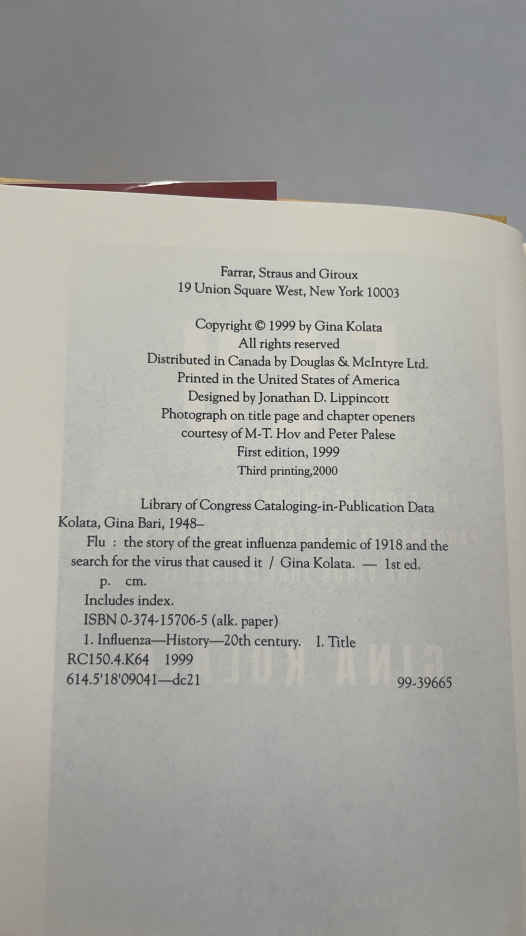 Farrar, Straus and Giroux
19 Union Square West, New York 10003
Copyright © 1999 by Gina Kolata
All rights reserved
Distributed in Canada by Douglas & McIntyre Ltd.
Printed in the United States of America
Designed by Jonathan D. Lippincott
Photograph on title page and chapter openers
courtesy of M-T. Hov and Peter Palese
First edition, 1999
Third printing,2000
Library of Congress Cataloging-in-Publication Data
Kolata, Gina Bari, 1948–
Flu : the story of the great influenza pandemic of 1918 and the
search for the virus that caused it / Gina Kolata. — 1st ed.
p. cm.
Includes index.
ISBN 0-374-15706-5 (alk. paper)
1. Influenza—History—20th century. I. Title
RC150.4.K64 1999
614.5'18'09041—dc21 99-39665